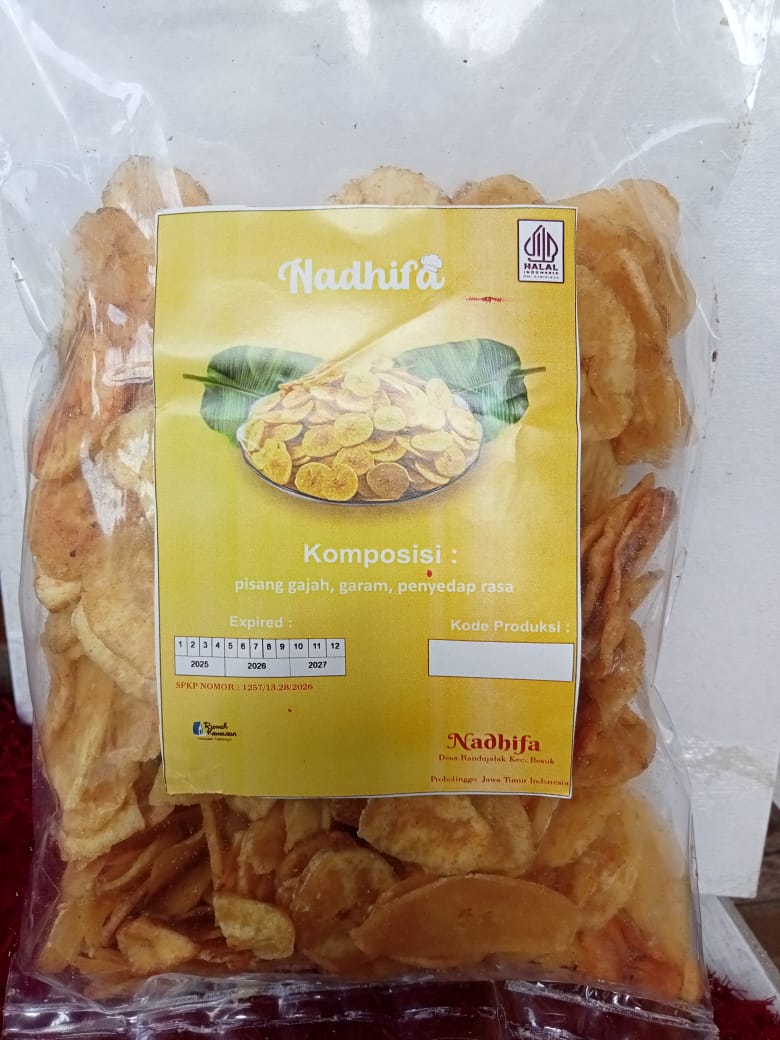 Nadhifa
HALAL
INDONESIA
Komposisi :
pisang gajah, garam, penyedap rasa
Expired :
1 2 3 4 5 6 7 8 9 10 11 12
2025 2026 2027
Kode Produksi :
SPKP NOMOR : 1257/13.28/2026
Rumah
Kemasan
Nadhifa
Desa Randujalak Kec. Besuk
Probolinggo Jawa Timur Indonesia